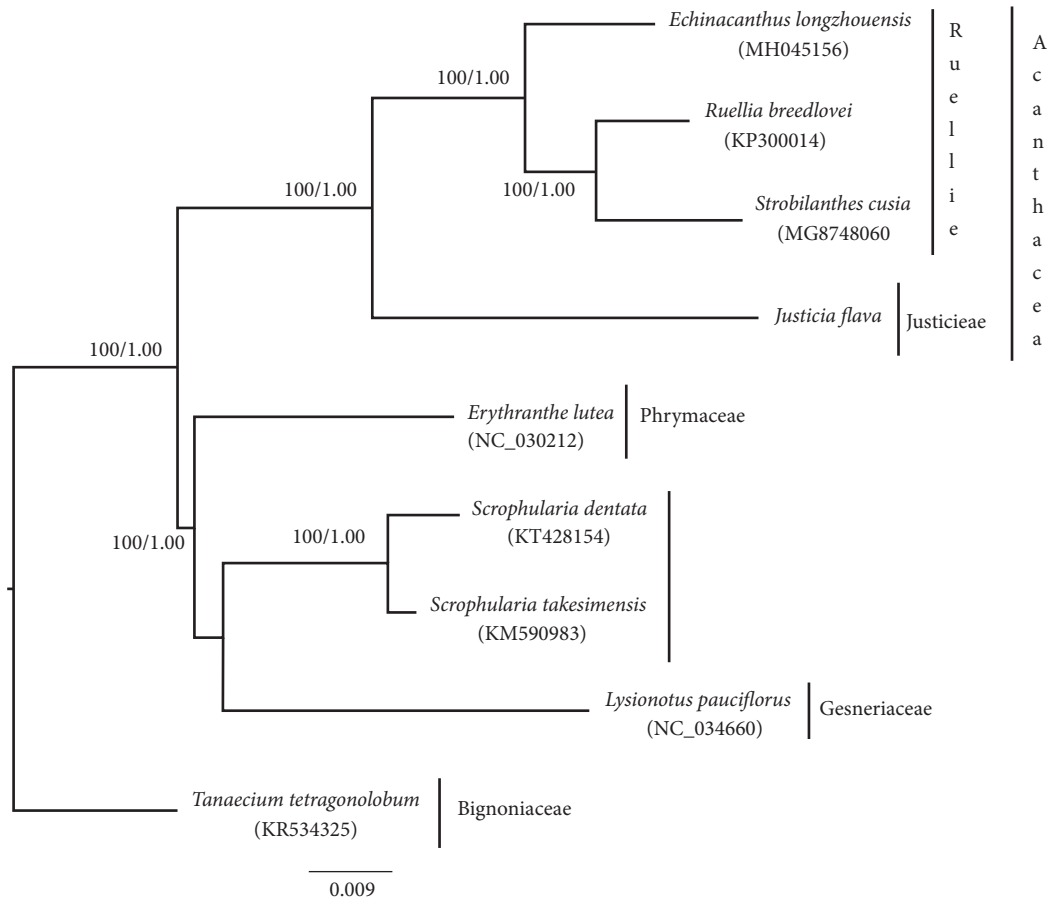 Echinacanthus longzhouensis
(MH045156)
100/1.00
Ruellia breedlovei
(KP300014)
100/1.00
Strobilanthes cusia
(MG8748060
Ruellie
100/1.00
Justicia flava
Justicieae
Acanthacea
100/1.00
Erythranthe lutea
(NC_030212)
Phrymaceae
Scrophularia dentata
(KT428154)
100/1.00
100/1.00
Scrophularia takesimensis
(KM590983)
Lysionotus pauciflorus
(NC_034660)
Gesneriaceae
Tanaecium tetragonolobum
(KR534325)
Bignoniaceae
0.009